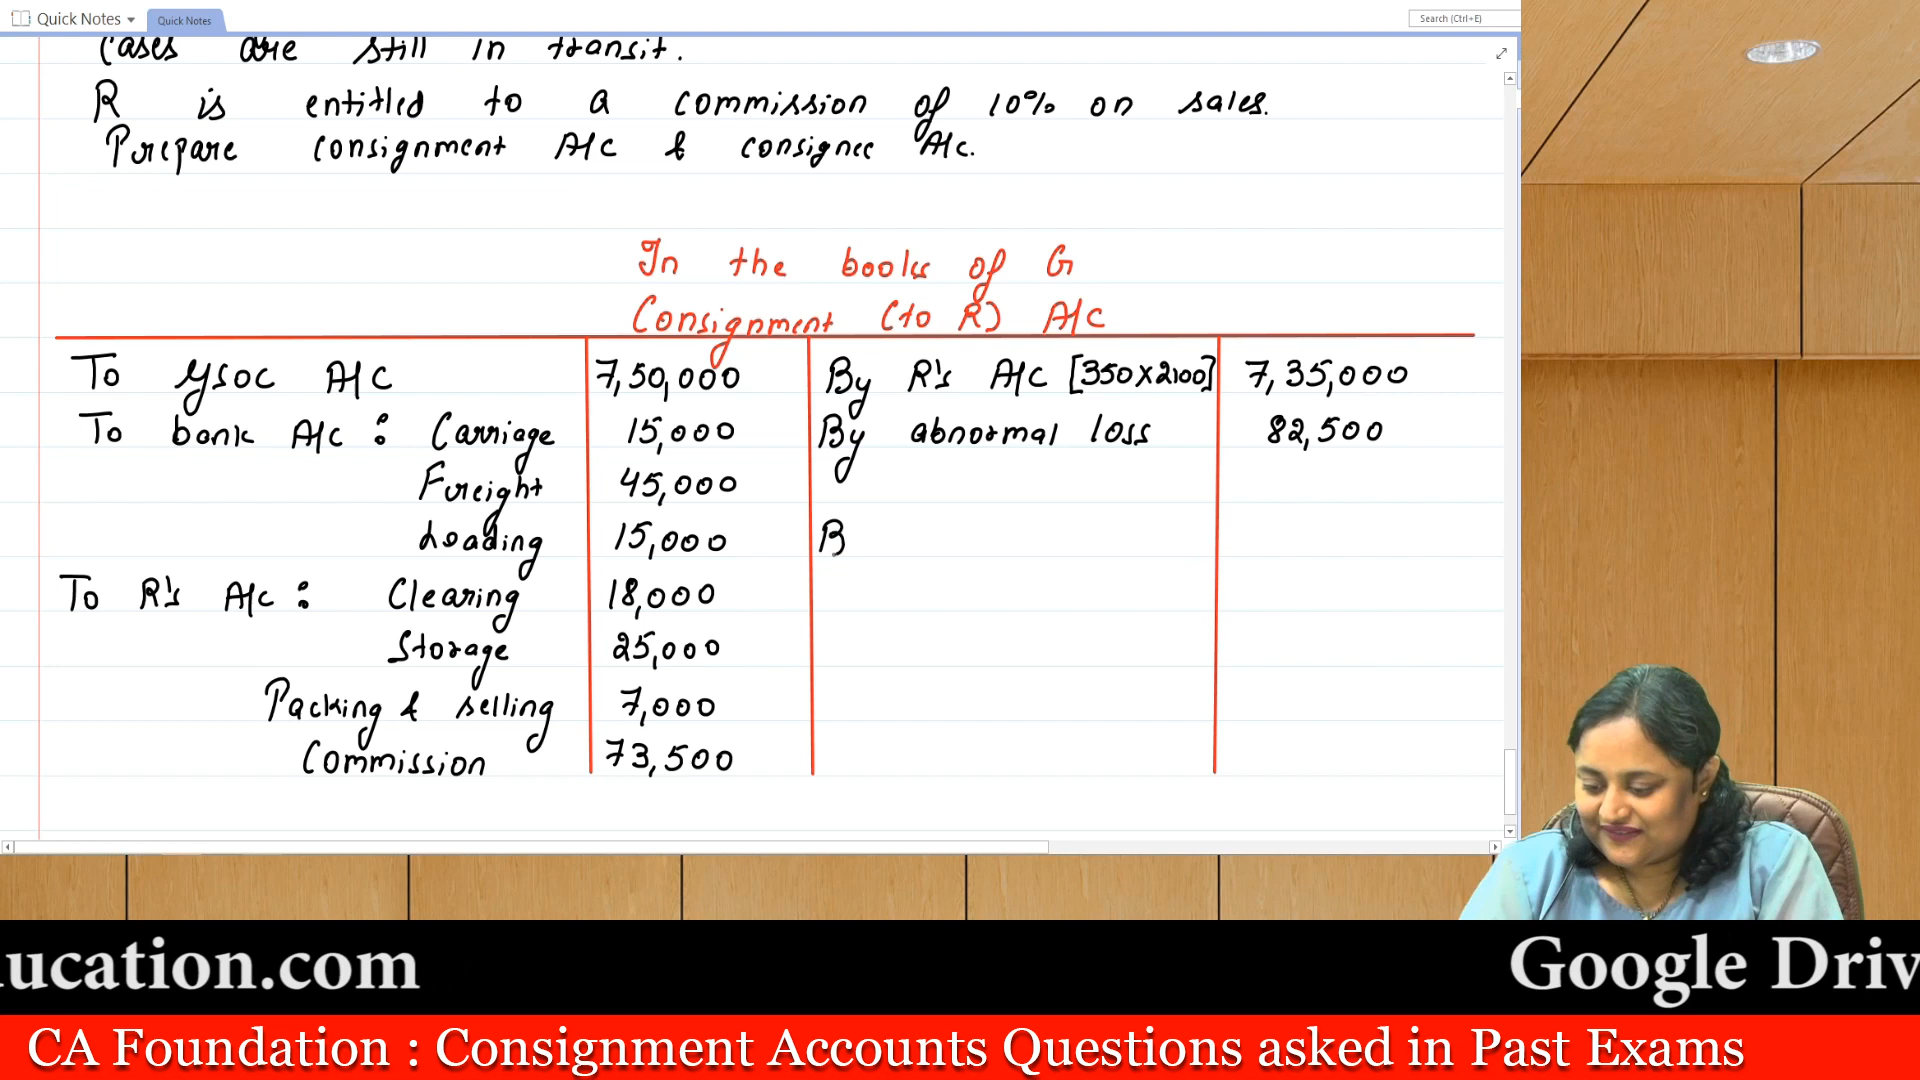 Quick Notes
Quick Notes
Search (Ctrl+E)
Cases are still in transit.
R is entitled to a commission of 10% on sales.
Prepare consignment A/c & consignee A/c.
In the books of G
Consignment (to R) A/c
To GSOC A/C 7,50,000 By R's A/C [350x2100] 7,35,000
To bank A/C : Carriage 15,000 By abnormal loss 82,500
Freight 45,000
Loading 15,000 B
To R's A/C : Clearing 18,000
Storage 25,000
Packing & selling 7,000
Commission 73,500
ucation.com Google Driv
CA Foundation : Consignment Accounts Questions asked in Past Exams